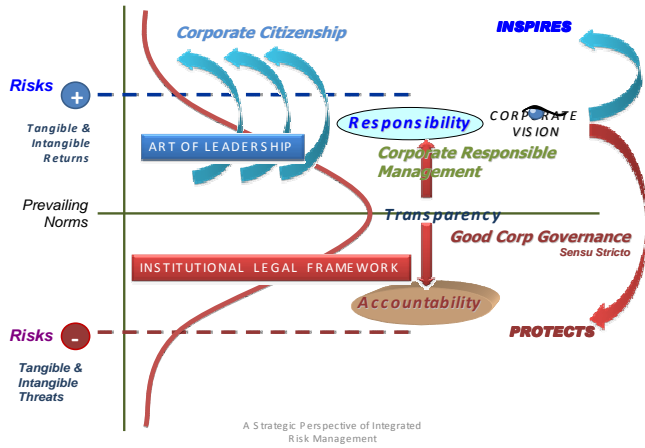 Corporate Citizenship
INSPIRES
Risks
+
Tangible &
Intangible
Returns
Responsibility
CORPORATE
VISION
ART OF LEADERSHIP
Corporate Responsible
Management
Prevailing
Norms
Transparency
Good Corp Governance
Sensu Stricto
INSTITUTIONAL LEGAL FRAMEWORK
Accountability
Risks
-
PROTECTS
Tangible &
Intangible
Threats
A Strategic Perspective of Integrated
Risk Management